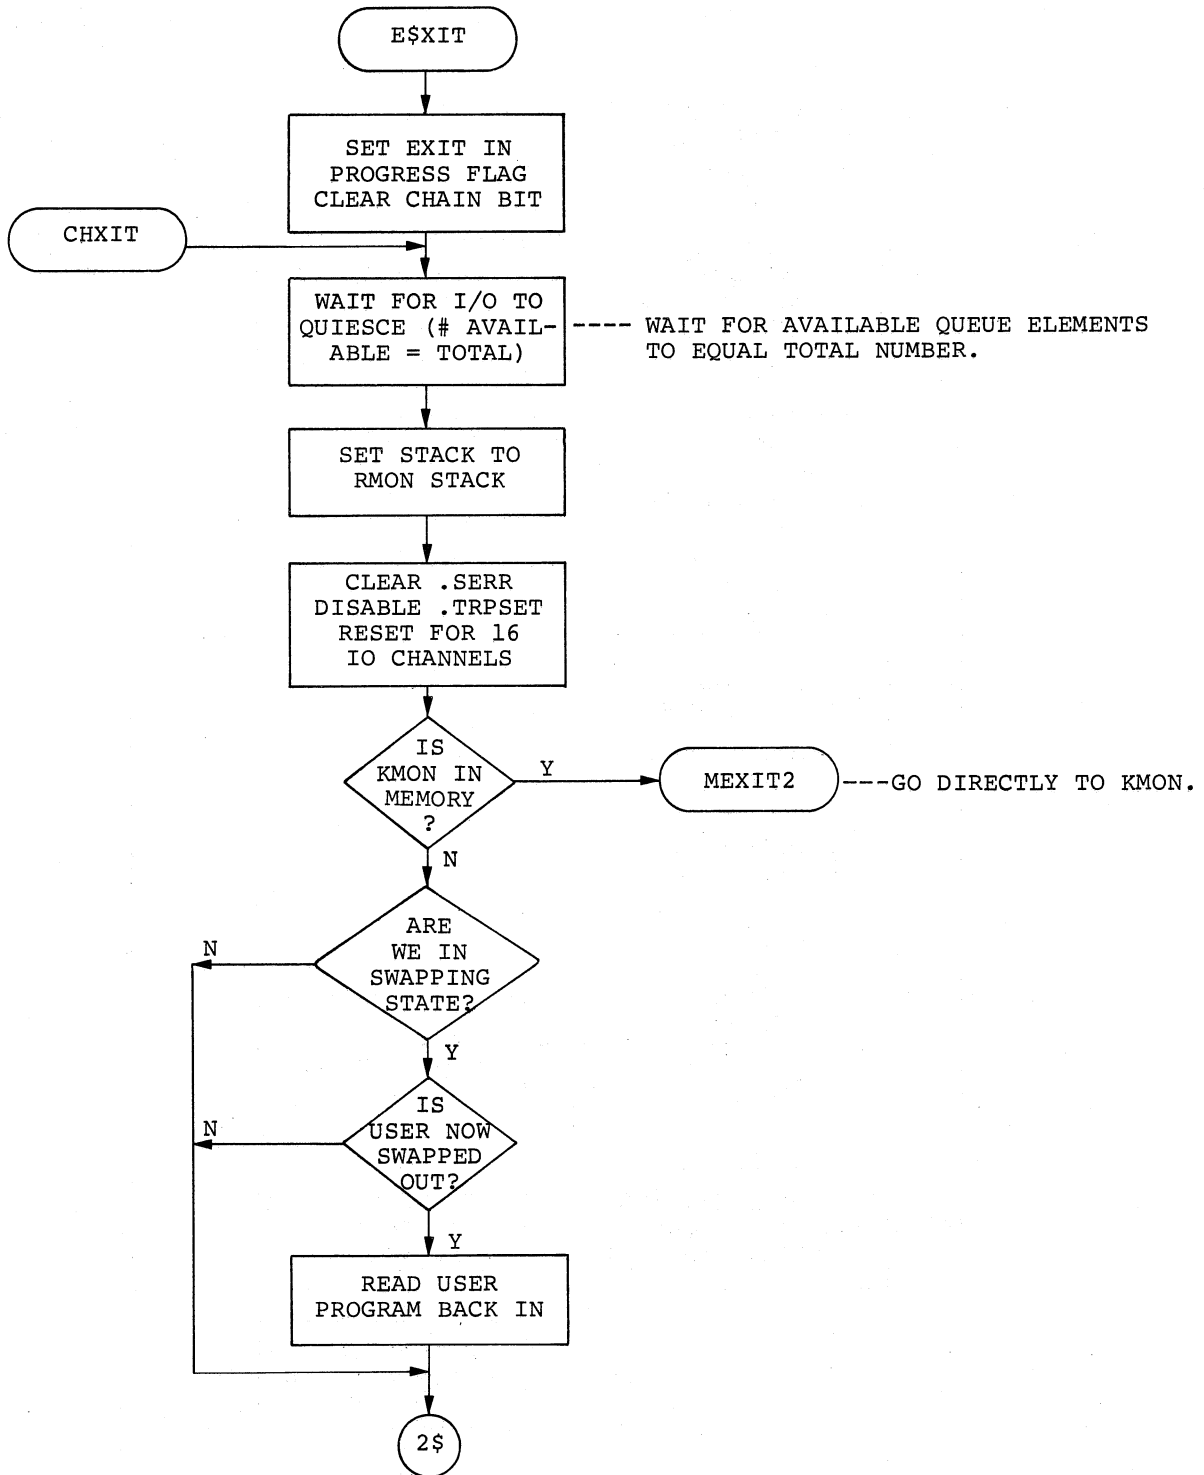 E$XIT
SET EXIT IN
PROGRESS FLAG
CLEAR CHAIN BIT
CHXIT
WAIT FOR I/O TO
QUIESCE (# AVAIL-
ABLE = TOTAL)
WAIT FOR AVAILABLE QUEUE ELEMENTS
TO EQUAL TOTAL NUMBER.
SET STACK TO
RMON STACK
CLEAR .SERR
DISABLE .TRPSET
RESET FOR 16
IO CHANNELS
IS
KMON IN
MEMORY
?
Y
MEXIT2
GO DIRECTLY TO KMON.
N
ARE
WE IN
SWAPPING
STATE?
N
Y
IS
USER NOW
SWAPPED
OUT?
N
Y
READ USER
PROGRAM BACK IN
2$